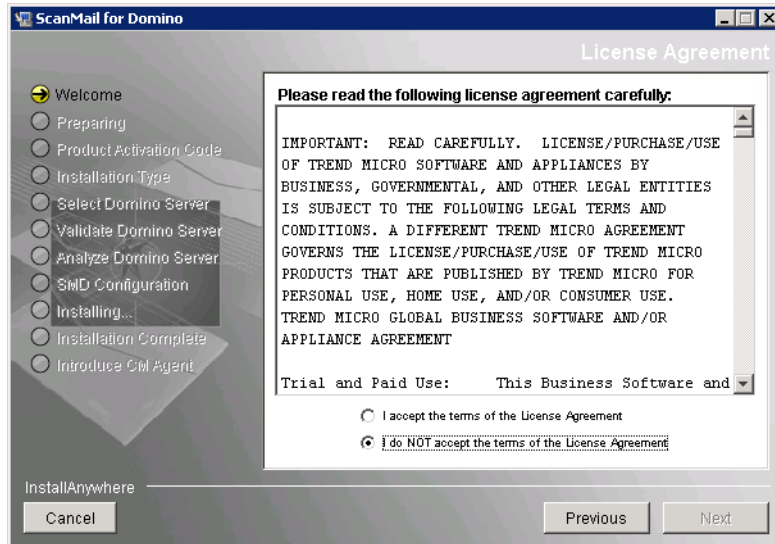 ScanMail for Domino
License Agreement
Welcome
Preparing
Product Activation Code
Installation Type
Select Domino Server
Validate Domino Server
Analyze Domino Server
SMD Configuration
Installing...
Installation Complete
Introduce CM Agent
Please read the following license agreement carefully:
IMPORTANT: READ CAREFULLY. LICENSE/PURCHASE/USE
OF TREND MICRO SOFTWARE AND APPLIANCES BY
BUSINESS, GOVERNMENTAL, AND OTHER LEGAL ENTITIES
IS SUBJECT TO THE FOLLOWING LEGAL TERMS AND
CONDITIONS. A DIFFERENT TREND MICRO AGREEMENT
GOVERNS THE LICENSE/PURCHASE/USE OF TREND MICRO
PRODUCTS THAT ARE PUBLISHED BY TREND MICRO FOR
PERSONAL USE, HOME USE, AND/OR CONSUMER USE.
TREND MICRO GLOBAL BUSINESS SOFTWARE AND/OR
APPLIANCE AGREEMENT
Trial and Paid Use: This Business Software and
I accept the terms of the License Agreement
I do NOT accept the terms of the License Agreement
InstallAnywhere
Cancel
Previous
Next